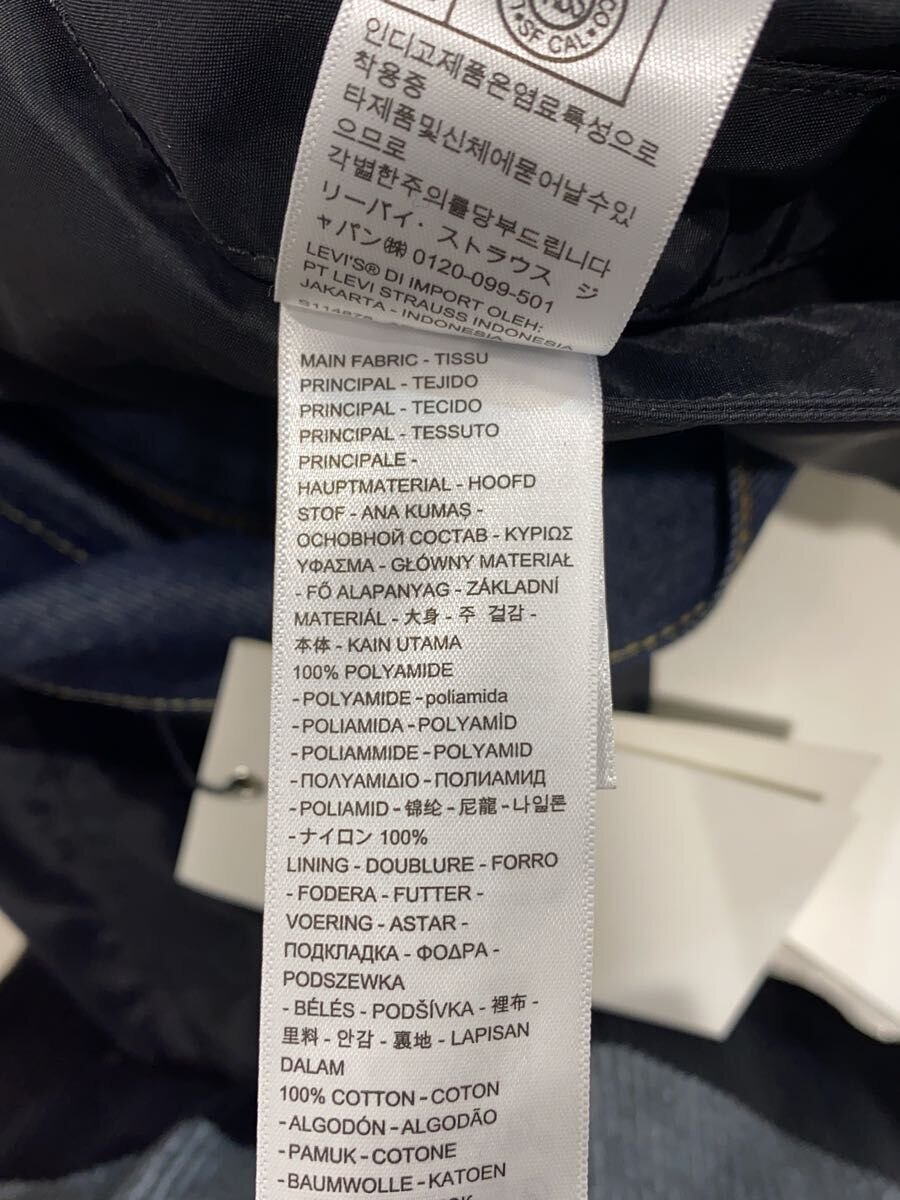 CO.
SF CAL.
인디고제품은염료특성으로
착용중
타제품및신체에묻어날수있
으므로
각별한주의를당부드립니다
リーバイ・ストラウス ジ
ャパン㈱ 0120-099-501
LEVI'S® DI IMPORT OLEH:
PT LEVI STRAUSS INDONESIA
JAKARTA - INDONESIA
MAIN FABRIC - TISSU
PRINCIPAL - TEJIDO
PRINCIPAL - TECIDO
PRINCIPAL - TESSUTO
PRINCIPALE -
HAUPTMATERIAL - HOOFD
STOF - ANA KUMAŞ -
ОСНОВНОЙ СОСТАВ - ΚΥΡΙΩΣ
ΥΦΑΣΜΑ - GŁÓWNY MATERIAŁ
- FŐ ALAPANYAG - ZÁKLADNÍ
MATERIÁL - 大身 - 주 겉감 -
本体 - KAIN UTAMA
100% POLYAMIDE
- POLYAMIDE - poliamida
- POLIAMIDA - POLYAMİD
- POLIAMMIDE - POLYAMID
- ΠΟΛΥΑΜΙΔΙΟ - ПОЛИАМИД
- POLIAMID - 锦纶 - 尼龍 - 나일론
- ナイロン 100%
LINING - DOUBLURE - FORRO
- FODERA - FUTTER -
VOERING - ASTAR -
ПОДКЛАДКА - ΦΟΔΡΑ -
PODSZEWKA
- BÉLÉS - PODŠÍVKA - 裡布 -
里料 - 안감 - 裏地 - LAPISAN
DALAM
100% COTTON - COTON
- ALGODÓN - ALGODÃO
- PAMUK - COTONE
- BAUMWOLLE - KATOEN